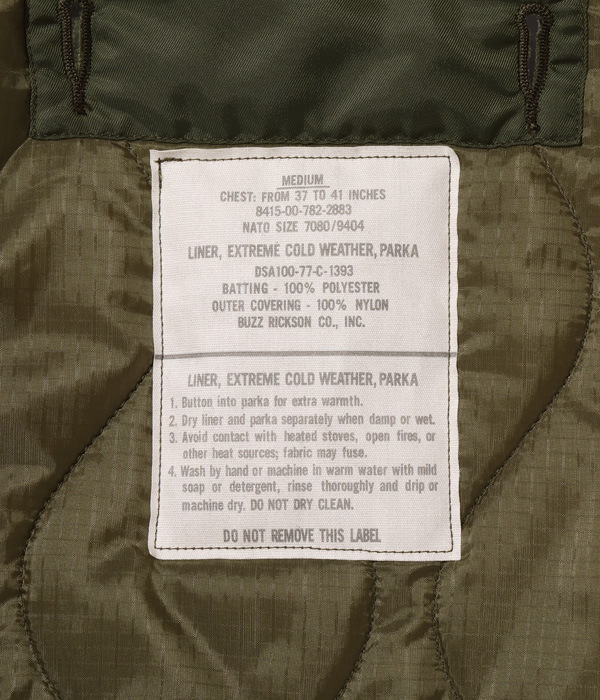 MEDIUM
CHEST: FROM 37 TO 41 INCHES
8415-00-782-2883
NATO SIZE 7080/9404
LINER, EXTREME COLD WEATHER, PARKA
DSA100-77-C-1393
BATTING - 100% POLYESTER
OUTER COVERING - 100% NYLON
BUZZ RICKSON CO., INC.
LINER, EXTREME COLD WEATHER, PARKA
1. Button into parka for extra warmth.
2. Dry liner and parka separately when damp or wet.
3. Avoid contact with heated stoves, open fires, or
other heat sources; fabric may fuse.
4. Wash by hand or machine in warm water with mild
soap or detergent, rinse thoroughly and drip or
machine dry. DO NOT DRY CLEAN.
DO NOT REMOVE THIS LABEL